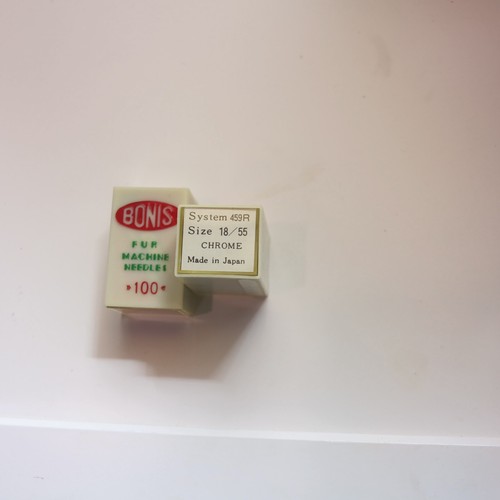 BONIS
FUR
MACHINE
NEEDLES
100
System 459R
Size 18/55
CHROME
Made in Japan